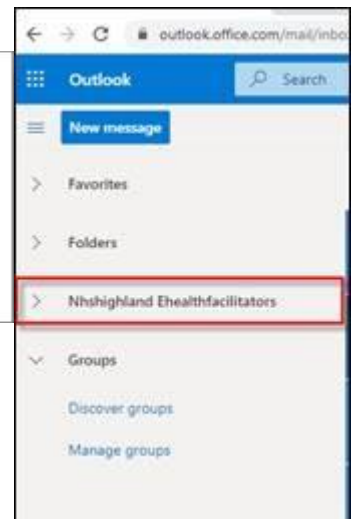 outlook.office.com/mail/inbo
Outlook
Search
New message
Favorites
Folders
Nhshighland Ehealthfacilitators
Groups
Discover groups
Manage groups